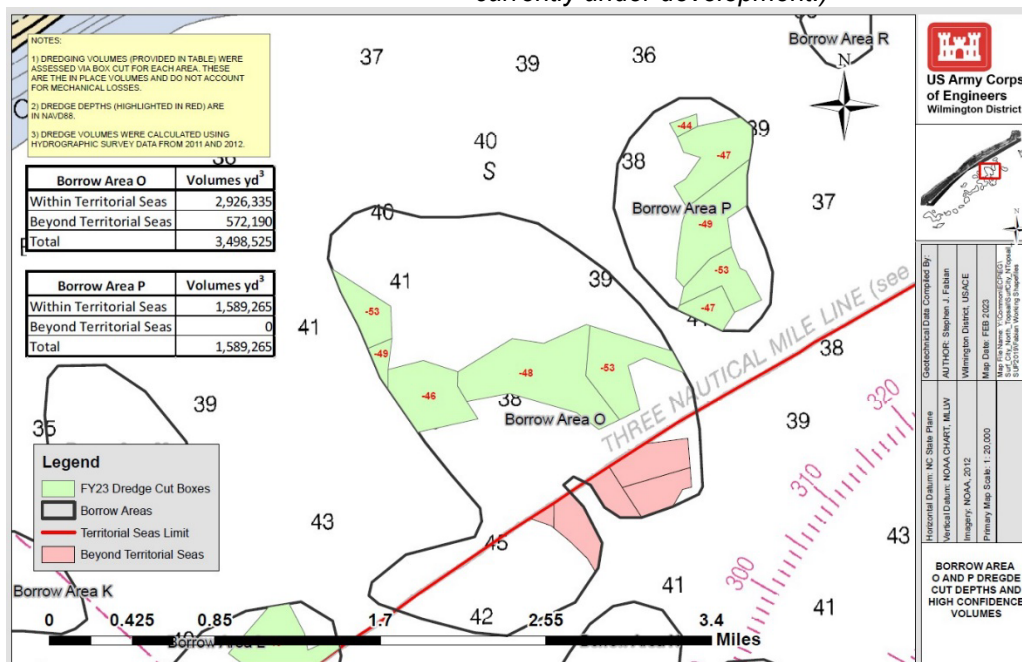 currently under development.)
NOTES:
1) DREDGING VOLUMES (PROVIDED IN TABLE) WERE
ASSESSED VIA BOX CUT FOR EACH AREA. THESE
ARE THE IN PLACE VOLUMES AND DO NOT ACCOUNT
FOR MECHANICAL LOSSES.
2) DREDGE DEPTHS (HIGHLIGHTED IN RED) ARE
IN NAVD88.
3) DREDGE VOLUMES WERE CALCULATED USING
HYDROGRAPHIC SURVEY DATA FROM 2011 AND 2012.
Borrow Area O Volumes yd³
Within Territorial Seas 2,926,335
Beyond Territorial Seas 572,190
Total 3,498,525
Borrow Area P Volumes yd³
Within Territorial Seas 1,589,265
Beyond Territorial Seas 0
Total 1,589,265
37
39
36
Borrow Area R
N
40
S
38
39
-44
-47
Borrow Area P
37
-49
-53
-47
40
41
39
41
-53
-49
-46
-48
-53
38
Borrow Area O
THREE NAUTICAL MILE LINE (see
38
39
39
35
43
45
42
41
41
43
320
310
300
Legend
FY23 Dredge Cut Boxes
Borrow Areas
Territorial Seas Limit
Beyond Territorial Seas
Borrow Area K
0 0.425 0.85 1.7 2.55 3.4
Miles
US Army Corps
of Engineers
Wilmington District
N
Geotechnical Data Compiled By:
AUTHOR: Stephen J. Fabian
Wilmington District, USACE
Map Date: FEB 2023
Horizontal Datum: NC State Plane
Vertical Datum: NOAA CHART, MLLW
Imagery: NOAA, 2012
Primary Map Scale: 1: 20,000
BORROW AREA
O AND P DREGDE
CUT DEPTHS AND
HIGH CONFIDENCE
VOLUMES